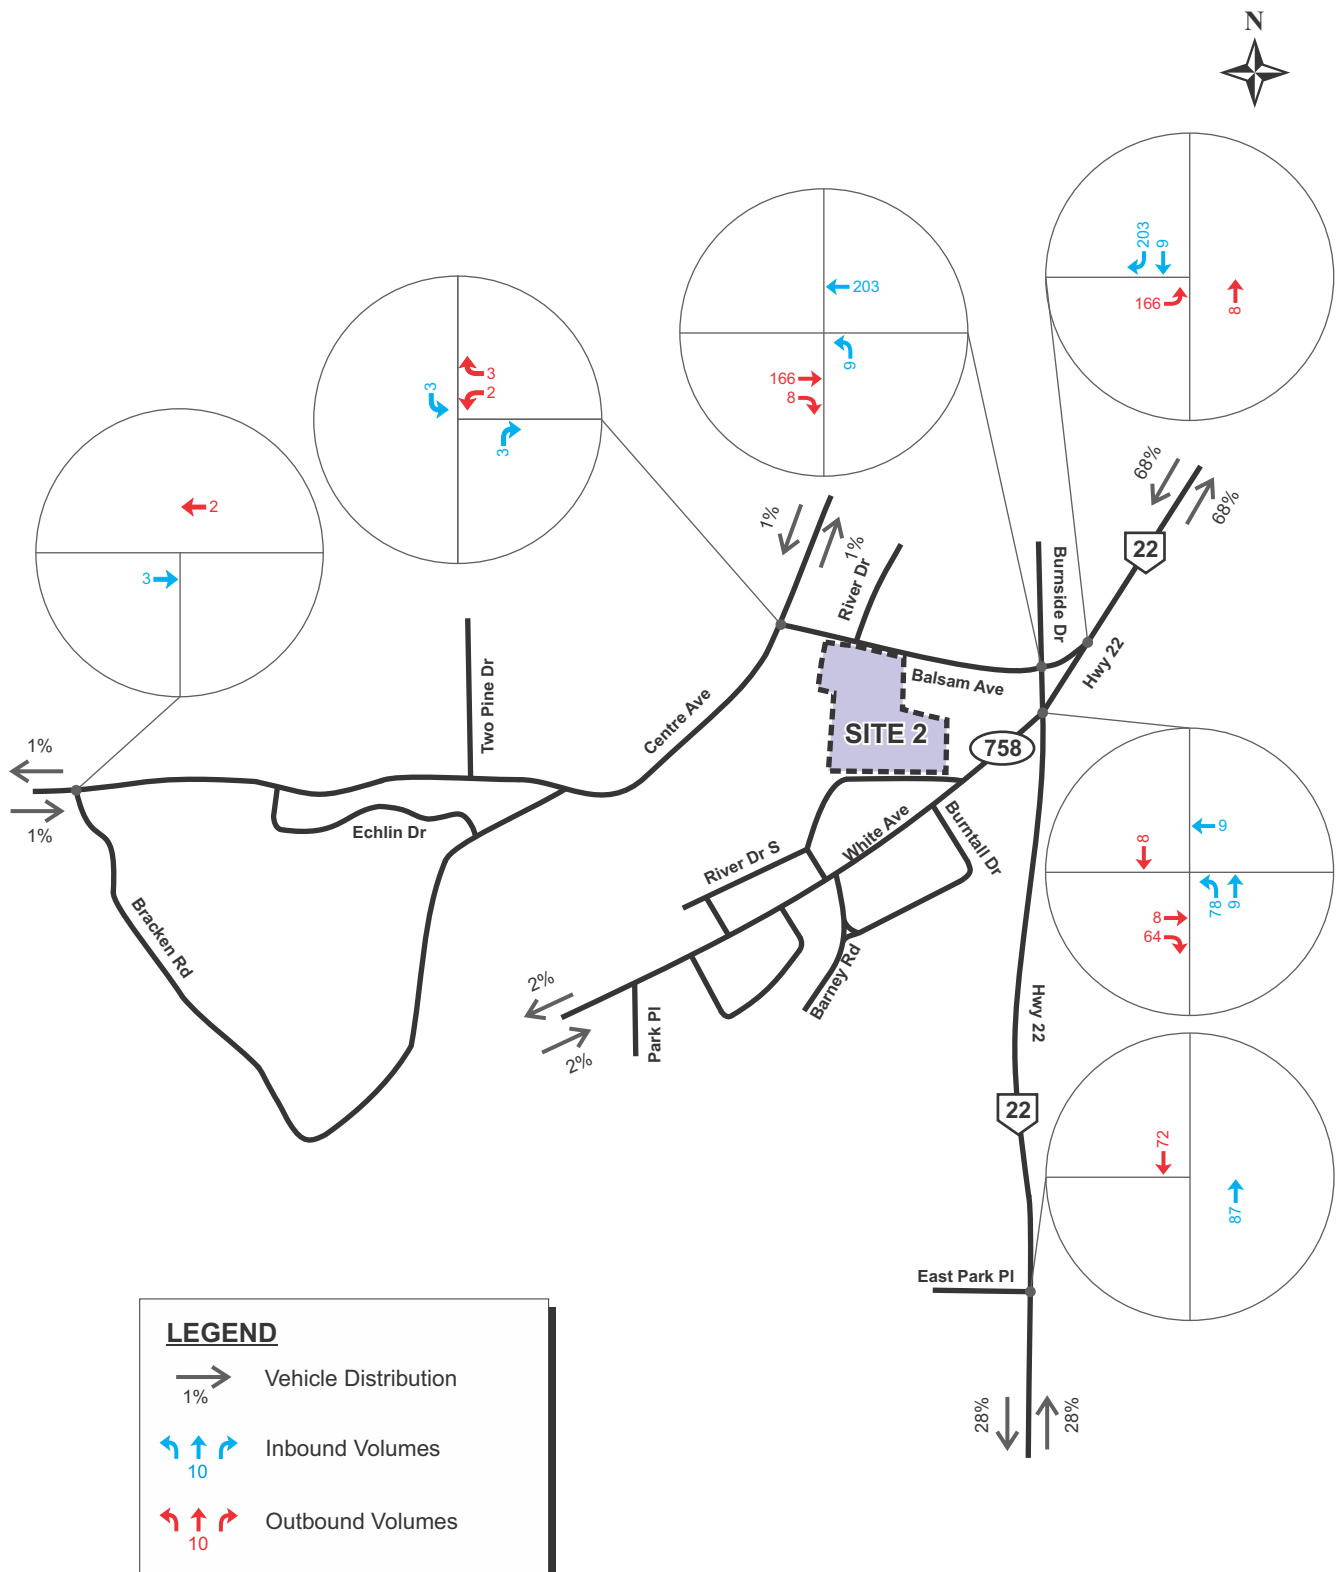 N
203
9
166
8
203
9
166
8
3
3
2
3
2
3
68%
68%
1%
1%
22
River Dr
Burnside Dr
Hwy 22
Balsam Ave
Two Pine Dr
Centre Ave
SITE 2
758
1%
1%
Echlin Dr
White Ave
Burntall Dr
River Dr S
9
8
78
9
8
64
Bracken Rd
Barney Rd
2%
2%
Park Pl
Hwy 22
22
72
87
East Park Pl
28%
28%
LEGEND
1%
Vehicle Distribution
10
Inbound Volumes
10
Outbound Volumes